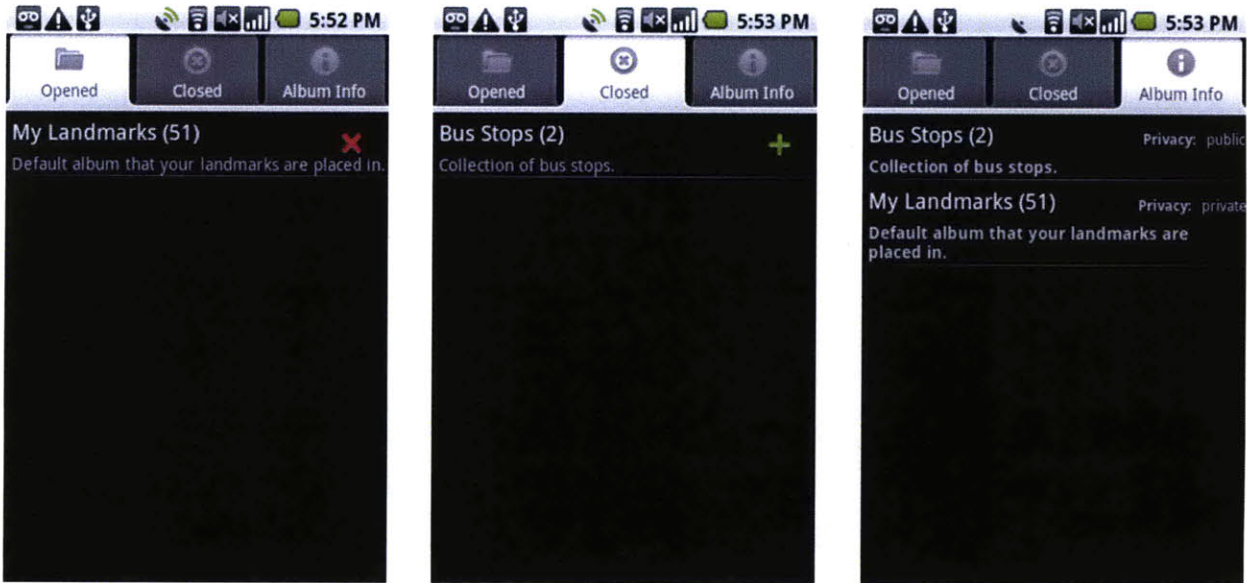 5:52 PM
Opened Closed Album Info
My Landmarks (51)
Default album that your landmarks are placed in.
5:53 PM
Opened Closed Album Info
Bus Stops (2)
Collection of bus stops.
5:53 PM
Opened Closed Album Info
Bus Stops (2) Privacy: public
Collection of bus stops.
My Landmarks (51) Privacy: private
Default album that your landmarks are
placed in.